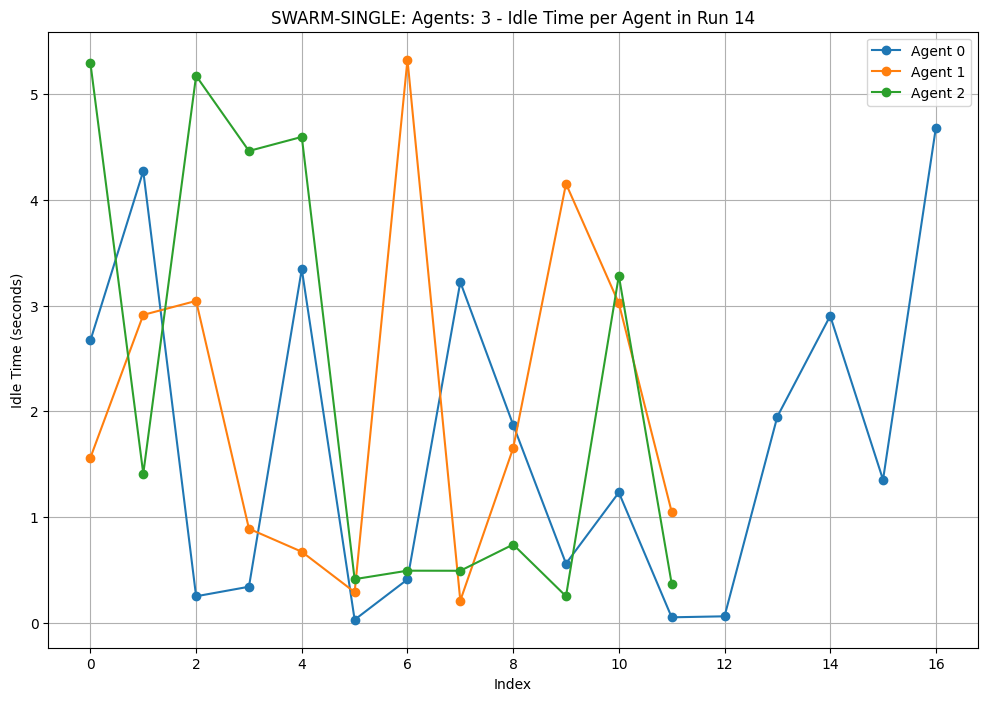 SWARM-SINGLE: Agents: 3 - Idle Time per Agent in Run 14
Agent 0
Agent 1
Agent 2
Idle Time (seconds)
5
4
3
2
1
0
0 2 4 6 8 10 12 14 16
Index